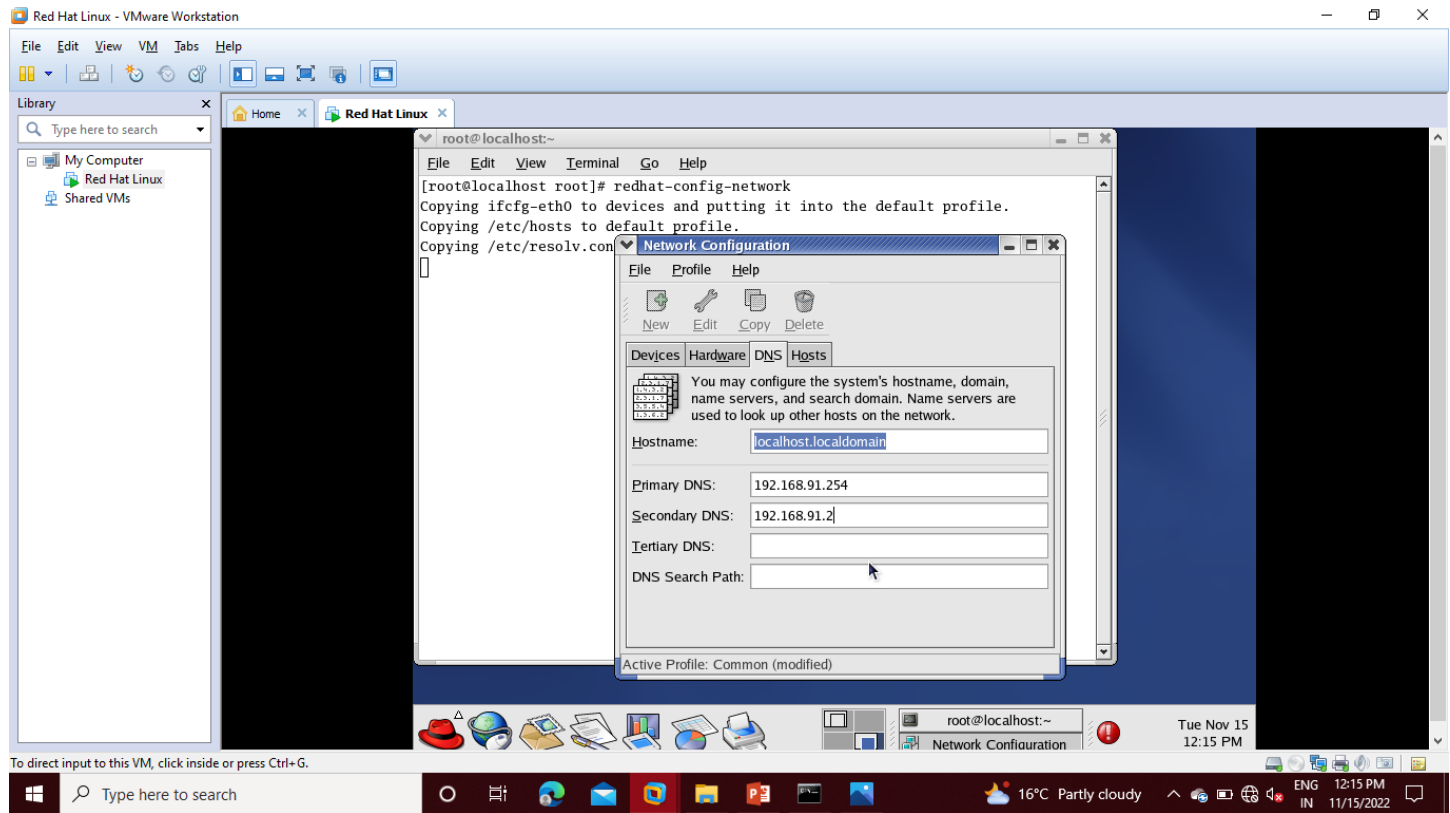 Red Hat Linux - VMware Workstation
File Edit View VM Tabs Help
Library
Type here to search
My Computer
Red Hat Linux
Shared VMs
Home
Red Hat Linux
root@localhost:~
File Edit View Terminal Go Help
[root@localhost root]# redhat-config-network
Copying ifcfg-eth0 to devices and putting it into the default profile.
Copying /etc/hosts to default profile.
Copying /etc/resolv.con
Network Configuration
File Profile Help
New Edit Copy Delete
Devices Hardware DNS Hosts
You may configure the system's hostname, domain,
name servers, and search domain. Name servers are
used to look up other hosts on the network.
Hostname: localhost.localdomain
Primary DNS: 192.168.91.254
Secondary DNS: 192.168.91.2
Tertiary DNS:
DNS Search Path:
Active Profile: Common (modified)
root@localhost:~
Network Configuration
Tue Nov 15
12:15 PM
To direct input to this VM, click inside or press Ctrl+G.
Type here to search
16°C Partly cloudy
ENG
IN
12:15 PM
11/15/2022